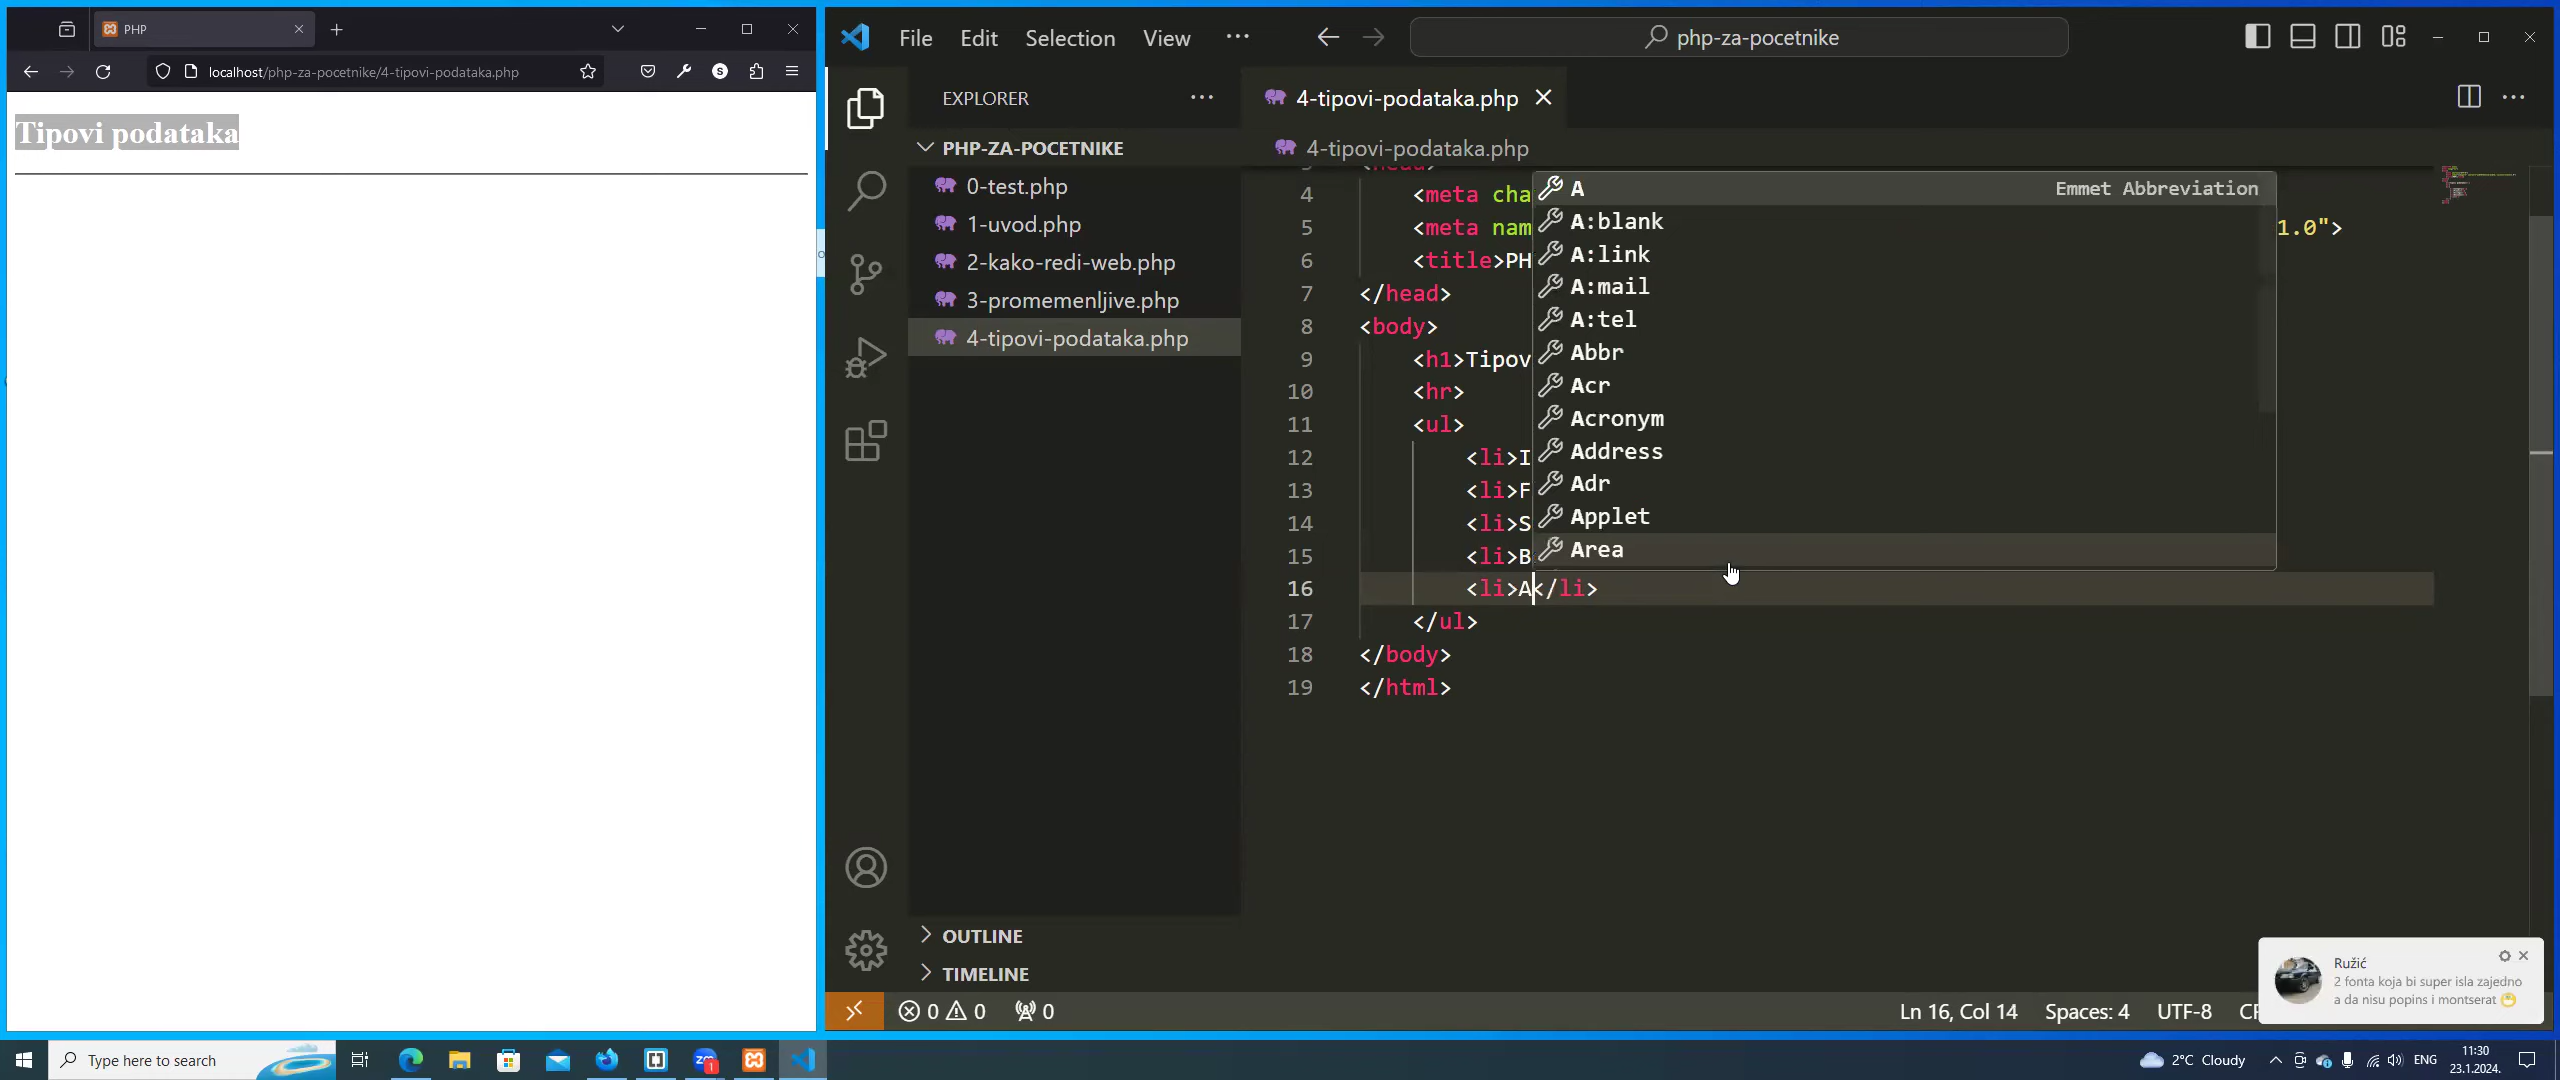 PHP
localhost/php-za-pocetnike/4-tipovi-podataka.php
S
Tipovi podataka
File Edit Selection View ...
php-za-pocetnike
EXPLORER
PHP-ZA-POCETNIKE
0-test.php
1-uvod.php
2-kako-redi-web.php
3-promemenljive.php
4-tipovi-podataka.php
OUTLINE
TIMELINE
4-tipovi-podataka.php
4-tipovi-podataka.php
4 <meta cha
5 <meta nam 1.0">
6 <title>PH
7 </head>
8 <body>
9 <h1>Tipov
10 <hr>
11 <ul>
12 <li>I
13 <li>F
14 <li>S
15 <li>B
16 <li>A</li>
17 </ul>
18 </body>
19 </html>
A Emmet Abbreviation
A:blank
A:link
A:mail
A:tel
Abbr
Acr
Acronym
Address
Adr
Applet
Area
Ružić
2 fonta koja bi super isla zajedno
a da nisu popins i montserat
0 0 0
Ln 16, Col 14 Spaces: 4 UTF-8
Type here to search
zm 1
2°C Cloudy
ENG
11:30
23.1.2024.